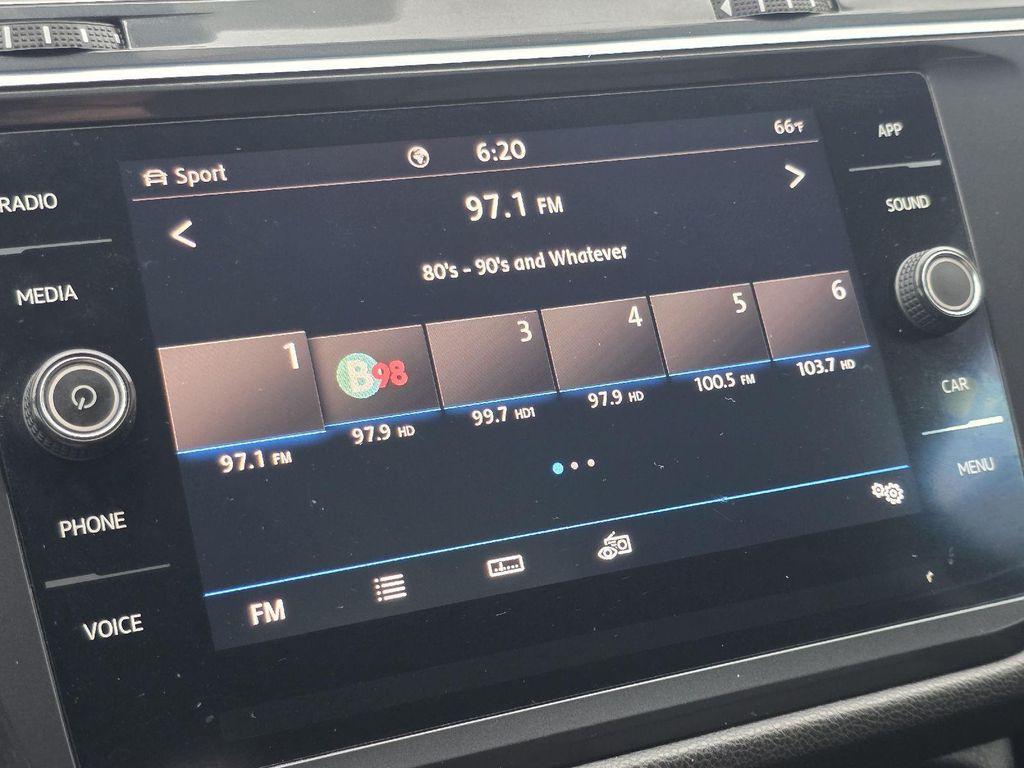 Sport 6:20 66°F
97.1 FM
80's - 90's and Whatever
1 B98 3 4 5 6
97.1 FM 97.9 HD 99.7 HD1 97.9 HD 100.5 FM 103.7 HD
FM
RADIO
MEDIA
PHONE
VOICE
APP
SOUND
CAR
MENU